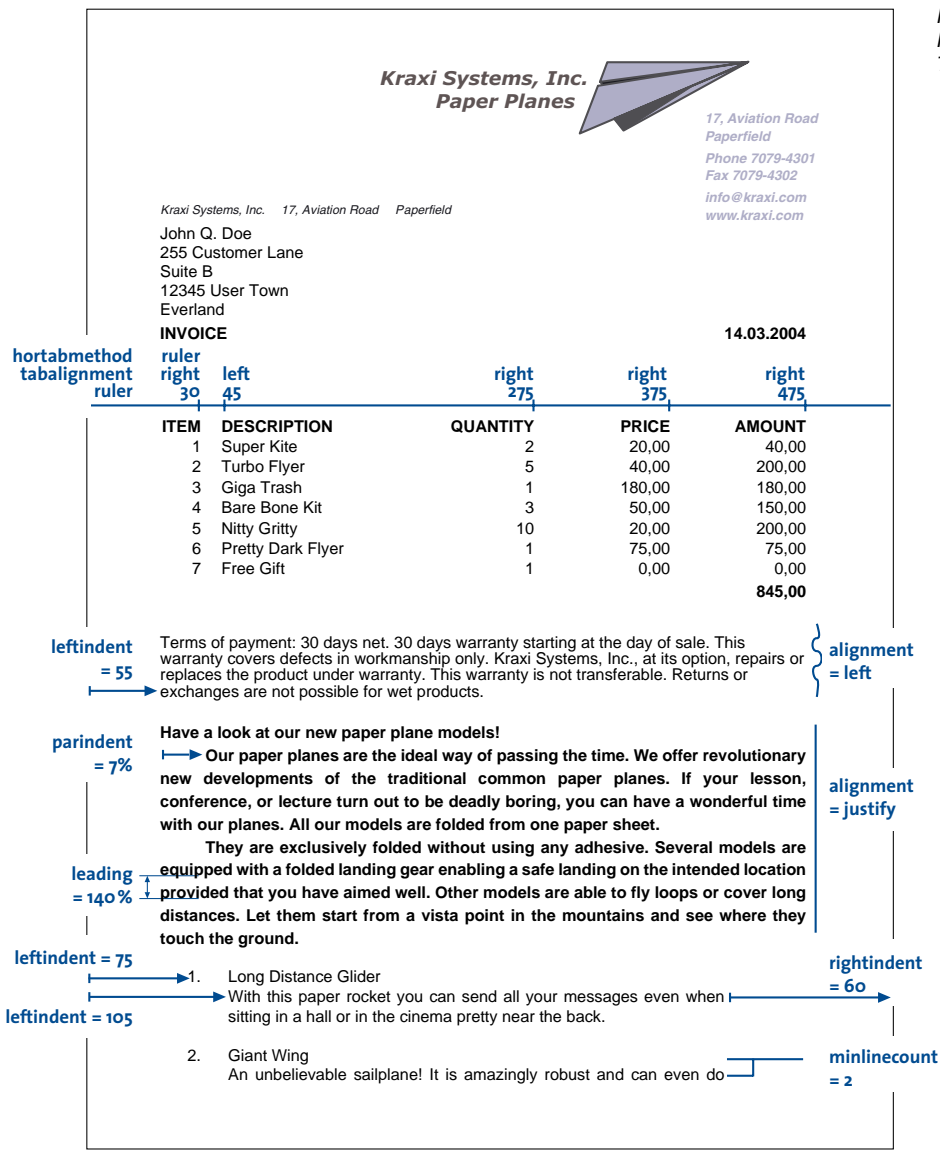 Kraxi Systems, Inc.
Paper Planes
17, Aviation Road
Paperfield
Phone 7079-4301
Fax 7079-4302
info@kraxi.com
www.kraxi.com
Kraxi Systems, Inc. 17, Aviation Road Paperfield
John Q. Doe
255 Customer Lane
Suite B
12345 User Town
Everland
INVOICE 14.03.2004
hortabmethod ruler
tabalignment right left right right right
ruler 30 45 275 375 475
ITEM DESCRIPTION QUANTITY PRICE AMOUNT
1 Super Kite 2 20,00 40,00
2 Turbo Flyer 5 40,00 200,00
3 Giga Trash 1 180,00 180,00
4 Bare Bone Kit 3 50,00 150,00
5 Nitty Gritty 10 20,00 200,00
6 Pretty Dark Flyer 1 75,00 75,00
7 Free Gift 1 0,00 0,00
845,00
leftindent
= 55
Terms of payment: 30 days net. 30 days warranty starting at the day of sale. This
warranty covers defects in workmanship only. Kraxi Systems, Inc., at its option, repairs or
replaces the product under warranty. This warranty is not transferable. Returns or
exchanges are not possible for wet products.
alignment
= left
Have a look at our new paper plane models!
parindent
= 7%
Our paper planes are the ideal way of passing the time. We offer revolutionary
new developments of the traditional common paper planes. If your lesson,
conference, or lecture turn out to be deadly boring, you can have a wonderful time
with our planes. All our models are folded from one paper sheet.
alignment
= justify
They are exclusively folded without using any adhesive. Several models are
equipped with a folded landing gear enabling a safe landing on the intended location
provided that you have aimed well. Other models are able to fly loops or cover long
distances. Let them start from a vista point in the mountains and see where they
touch the ground.
leading
= 140%
leftindent = 75
1. Long Distance Glider
With this paper rocket you can send all your messages even when
sitting in a hall or in the cinema pretty near the back.
leftindent = 105
rightindent
= 60
2. Giant Wing
An unbelievable sailplane! It is amazingly robust and can even do
minlinecount
= 2